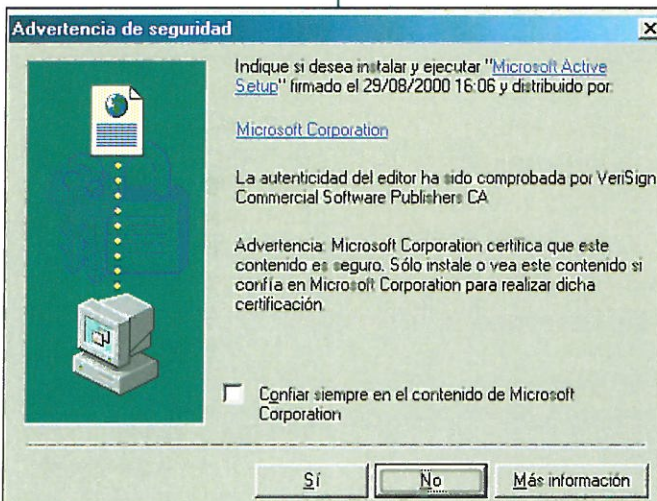 Advertencia de seguridad
Indique si desea instalar y ejecutar "Microsoft Active
Setup" firmado el 29/08/2000 16:06 y distribuido por:
Microsoft Corporation
La autenticidad del editor ha sido comprobada por VeriSign
Commercial Software Publishers CA
Advertencia: Microsoft Corporation certifica que este
contenido es seguro. Sólo instale o vea este contenido si
confía en Microsoft Corporation para realizar dicha
certificación.
Confiar siempre en el contenido de Microsoft
Corporation
Sí No Más información